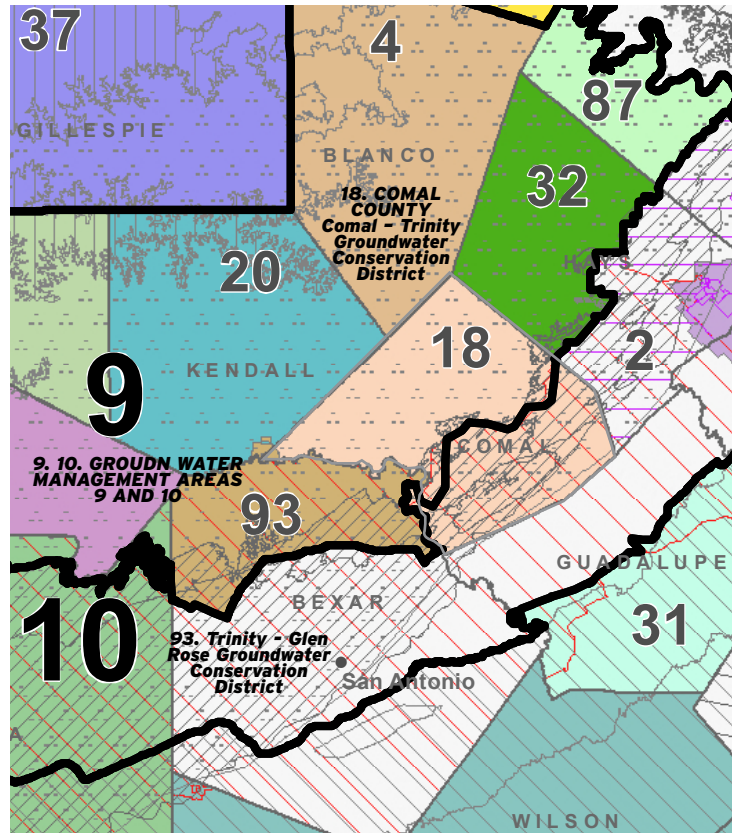 37
4
87
GILLESPIE
BLANCO
18. COMAL
COUNTY
Comal - Trinity
Groundwater
Conservation
District
32
20
HAYS
18
2
KENDALL
9
COMAL
9. 10. GROUDN WATER
MANAGEMENT AREAS
9 AND 10
93
GUADALUPE
BEXAR
10
31
93. Trinity - Glen
Rose Groundwater
Conservation
District
San Antonio
A
WILSON